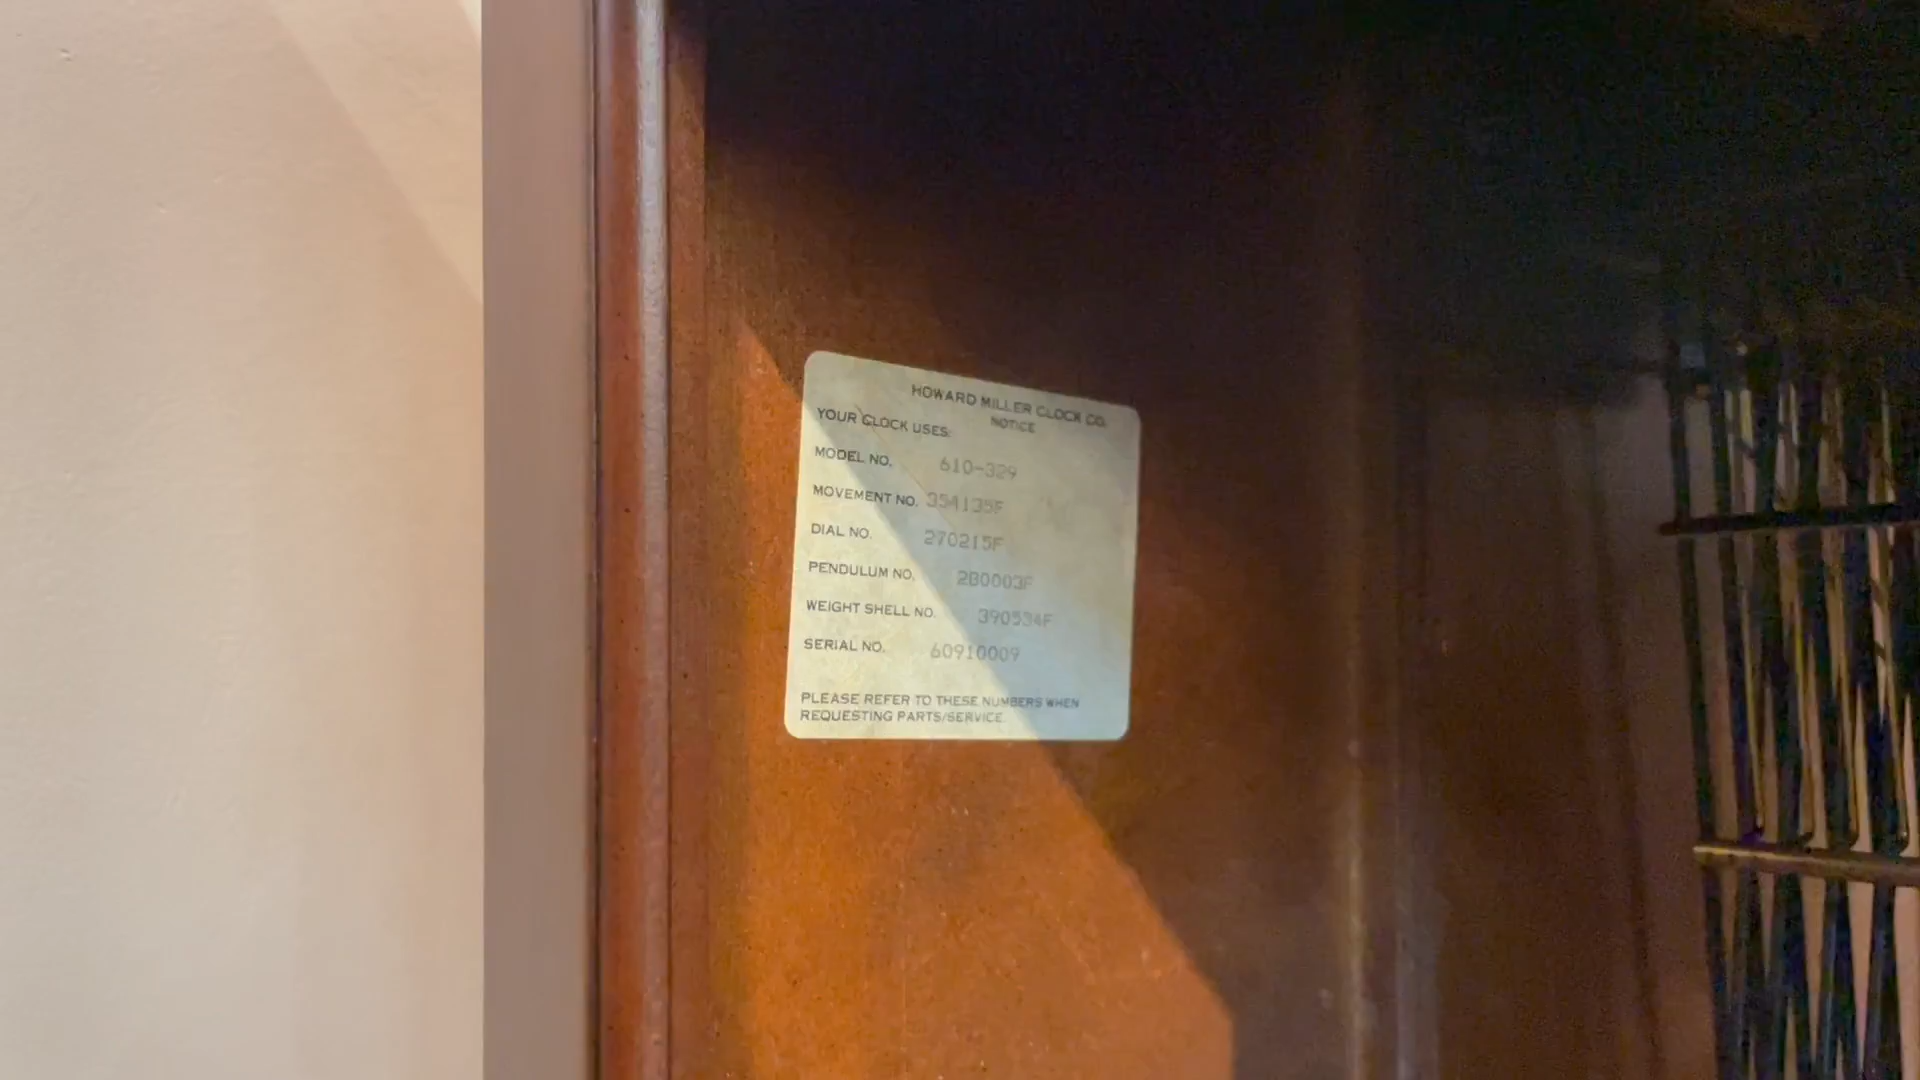 HOWARD MILLER CLOCK CO.
NOTICE
YOUR CLOCK USES:
MODEL NO. 610-329
MOVEMENT NO. 354135F
DIAL NO. 270215F
PENDULUM NO. 2B0003F
WEIGHT SHELL NO. 390534F
SERIAL NO. 60910009
PLEASE REFER TO THESE NUMBERS WHEN
REQUESTING PARTS/SERVICE.